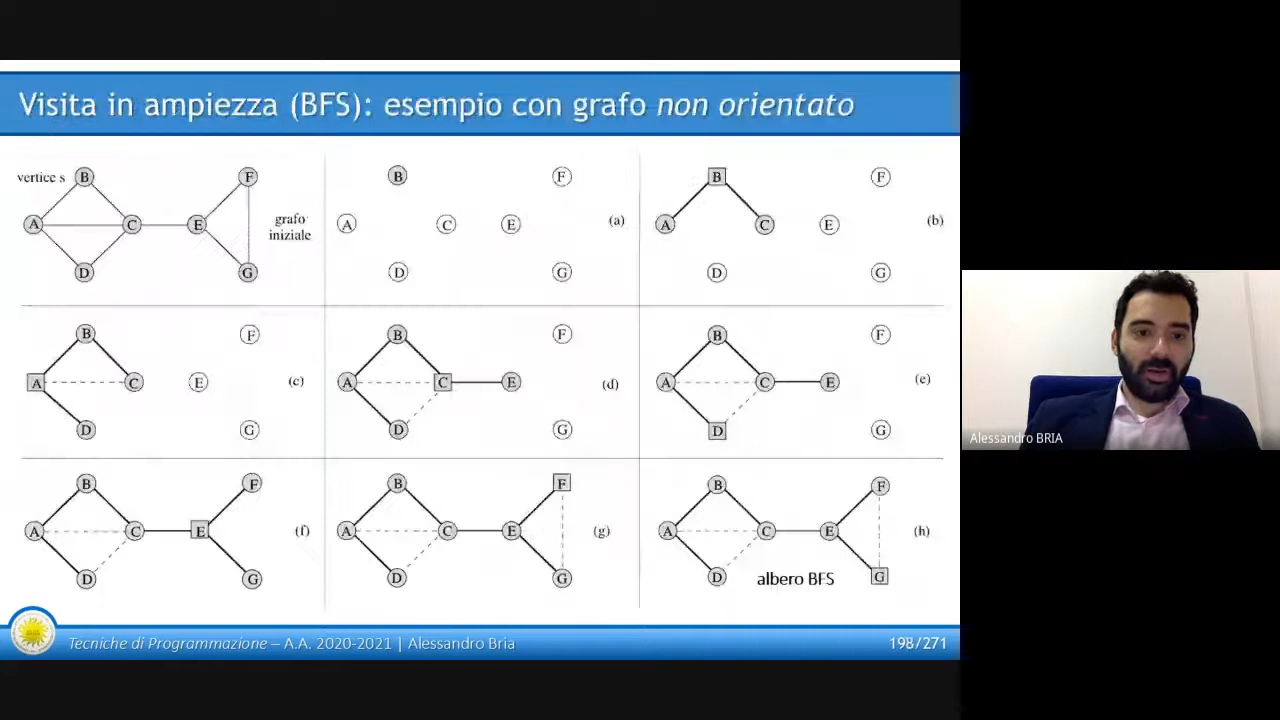 Visita in ampiezza (BFS): esempio con grafo non orientato
vertice s B F
A C E grafo iniziale
D G
B F
A C E (a)
D G
B F
A C E (b)
D G
B F
A C E (c)
D G
B F
A C E (d)
D G
B F
A C E (e)
D G
B F
A C E (f)
D G
B F
A C E (g)
D G
B F
A C E (h)
D albero BFS G
Alessandro BRIA
Tecniche di Programmazione – A.A. 2020-2021 | Alessandro Bria
198/271